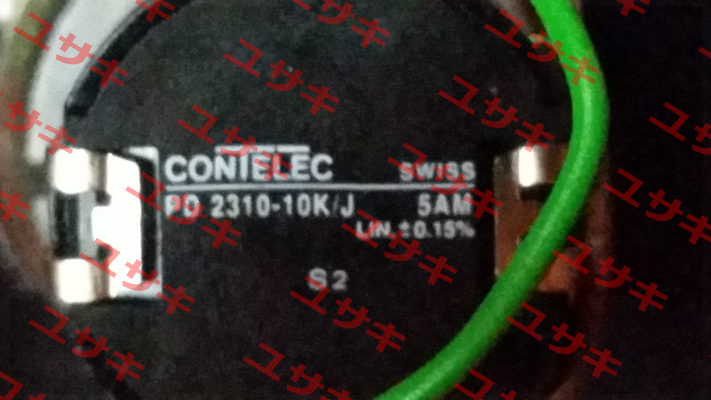 CONTELEC SWISS
PD 2310-10K/J 5AM
LIN. ±0.15%
S2
ユサキ